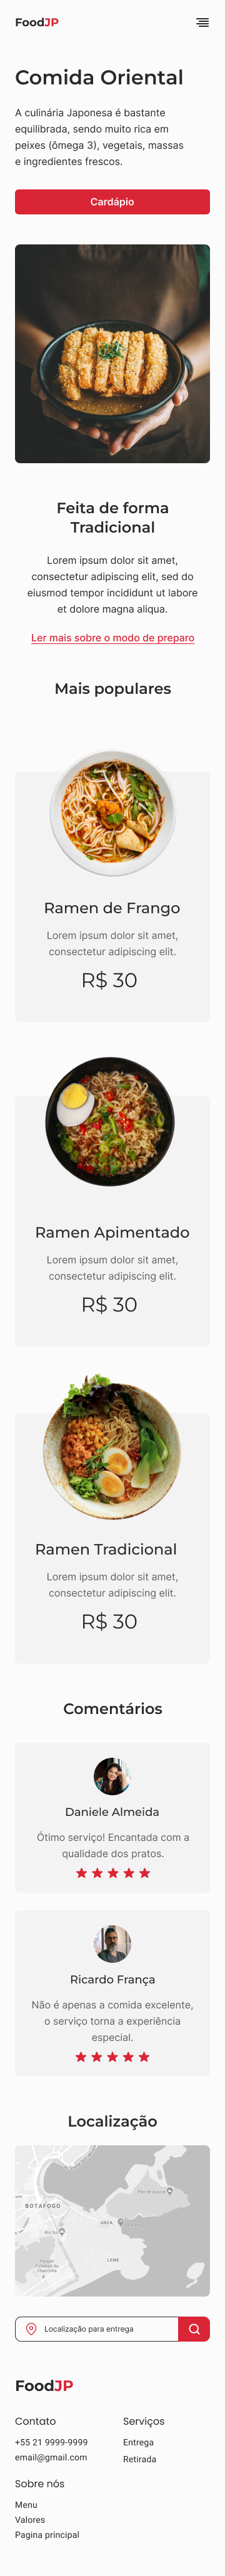 FoodJP
Comida Oriental
A culinária Japonesa é bastante
equilibrada, sendo muito rica em
peixes (ômega 3), vegetais, massas
e ingredientes frescos.
Cardápio
Feita de forma
Tradicional
Lorem ipsum dolor sit amet,
consectetur adipiscing elit, sed do
eiusmod tempor incididunt ut labore
et dolore magna aliqua.
Ler mais sobre o modo de preparo
Mais populares
Ramen de Frango
Lorem ipsum dolor sit amet,
consectetur adipiscing elit.
R$ 30
Ramen Apimentado
Lorem ipsum dolor sit amet,
consectetur adipiscing elit.
R$ 30
Ramen Tradicional
Lorem ipsum dolor sit amet,
consectetur adipiscing elit.
R$ 30
Comentários
Daniele Almeida
Ótimo serviço! Encantada com a
qualidade dos pratos.
Ricardo França
Não é apenas a comida excelente,
o serviço torna a experiência
especial.
Localização
BOTAFOGO
URCA
LEME
Localização para entrega
FoodJP
Contato
Serviços
+55 21 9999-9999
Entrega
email@gmail.com
Retirada
Sobre nós
Menu
Valores
Pagina principal